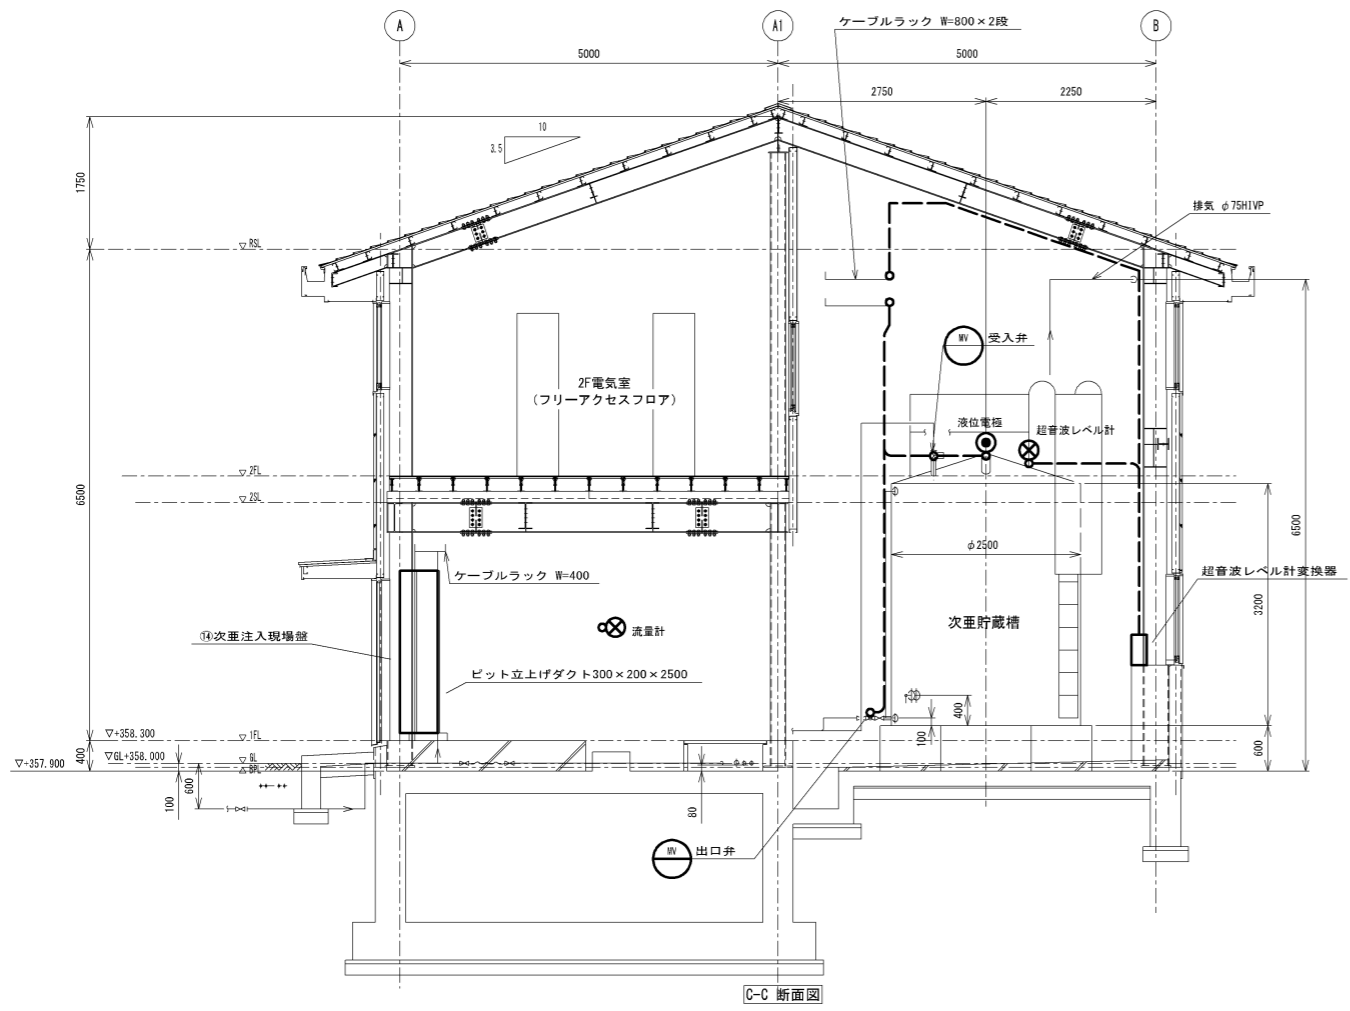 A
A1
B
ケーブルラック W=800×2段
5000
5000
2750
2250
10
3.5
1750
排気 φ75HIVP
▽ RSL
MV
受入弁
2F電気室
(フリーアクセスフロア)
液位電極
超音波レベル計
▽ 2FL
▽ 2SL
6500
6500
φ2500
ケーブルラック W=400
超音波レベル計変換器
3200
⑭次亜注入現場盤
流量計
次亜貯蔵槽
ピット立上げダクト300×200×2500
400
100
600
▽+358.300
▽ 1FL
▽GL+358.000
▽ GL
▽+357.900
△ BPL
400
600
100
80
MV
出口弁
C-C 断面図